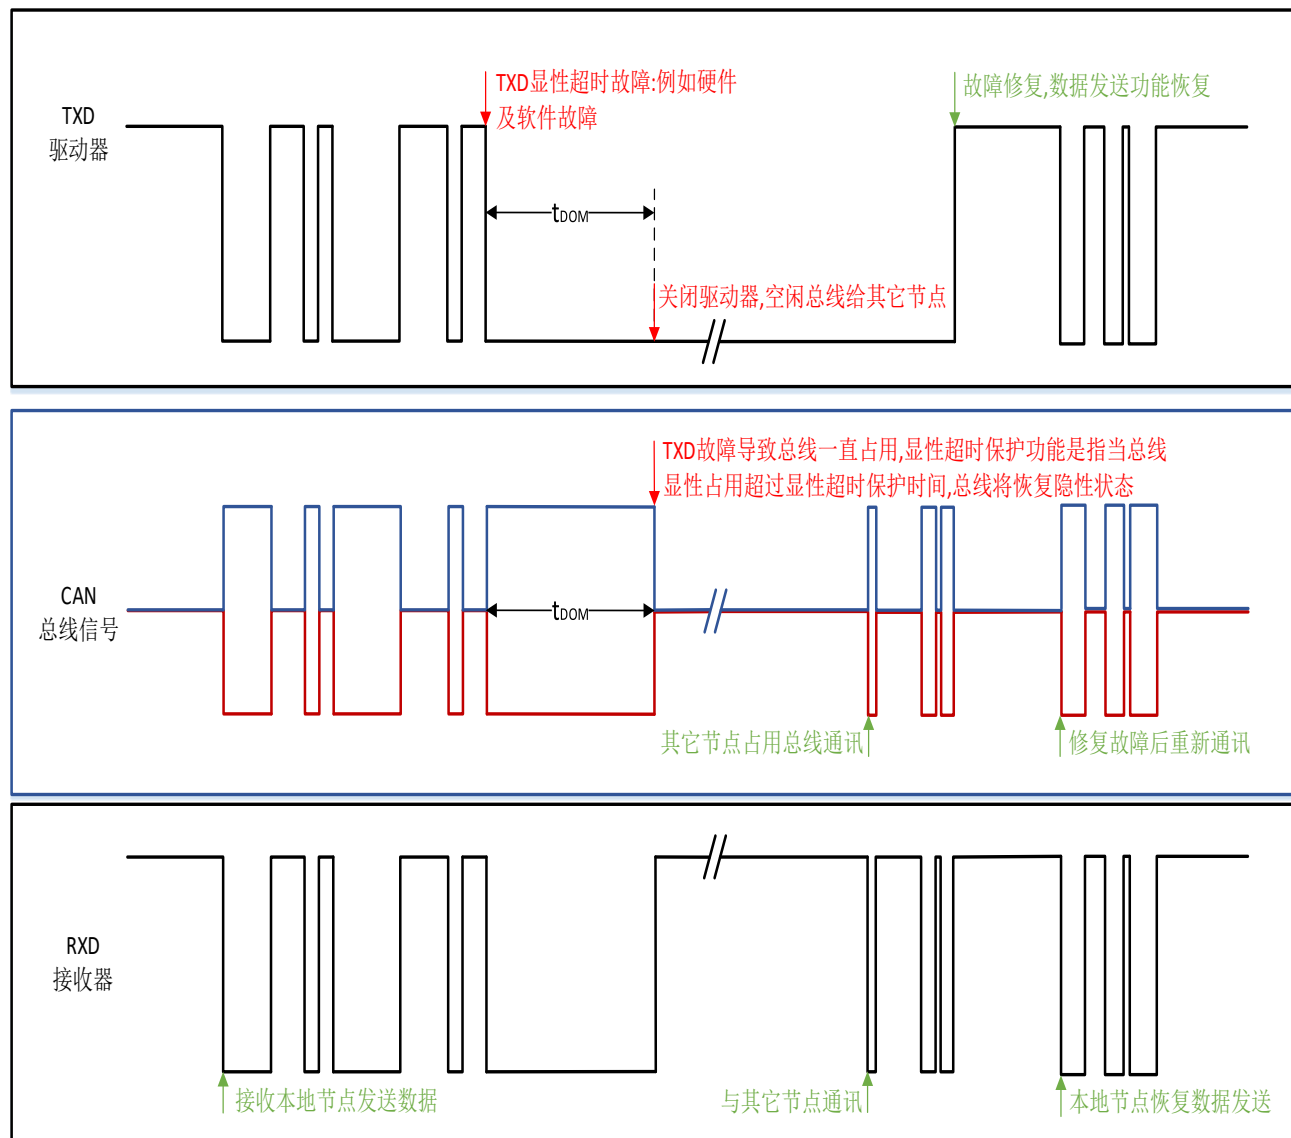 TXD
驱动器
TXD显性超时故障:例如硬件
及软件故障
故障修复,数据发送功能恢复
tDOM
关闭驱动器,空闲总线给其它节点
TXD故障导致总线一直占用,显性超时保护功能是指当总线
显性占用超过显性超时保护时间,总线将恢复隐性状态
CAN
总线信号
tDOM
其它节点占用总线通讯
修复故障后重新通讯
RXD
接收器
接收本地节点发送数据
与其它节点通讯
本地节点恢复数据发送